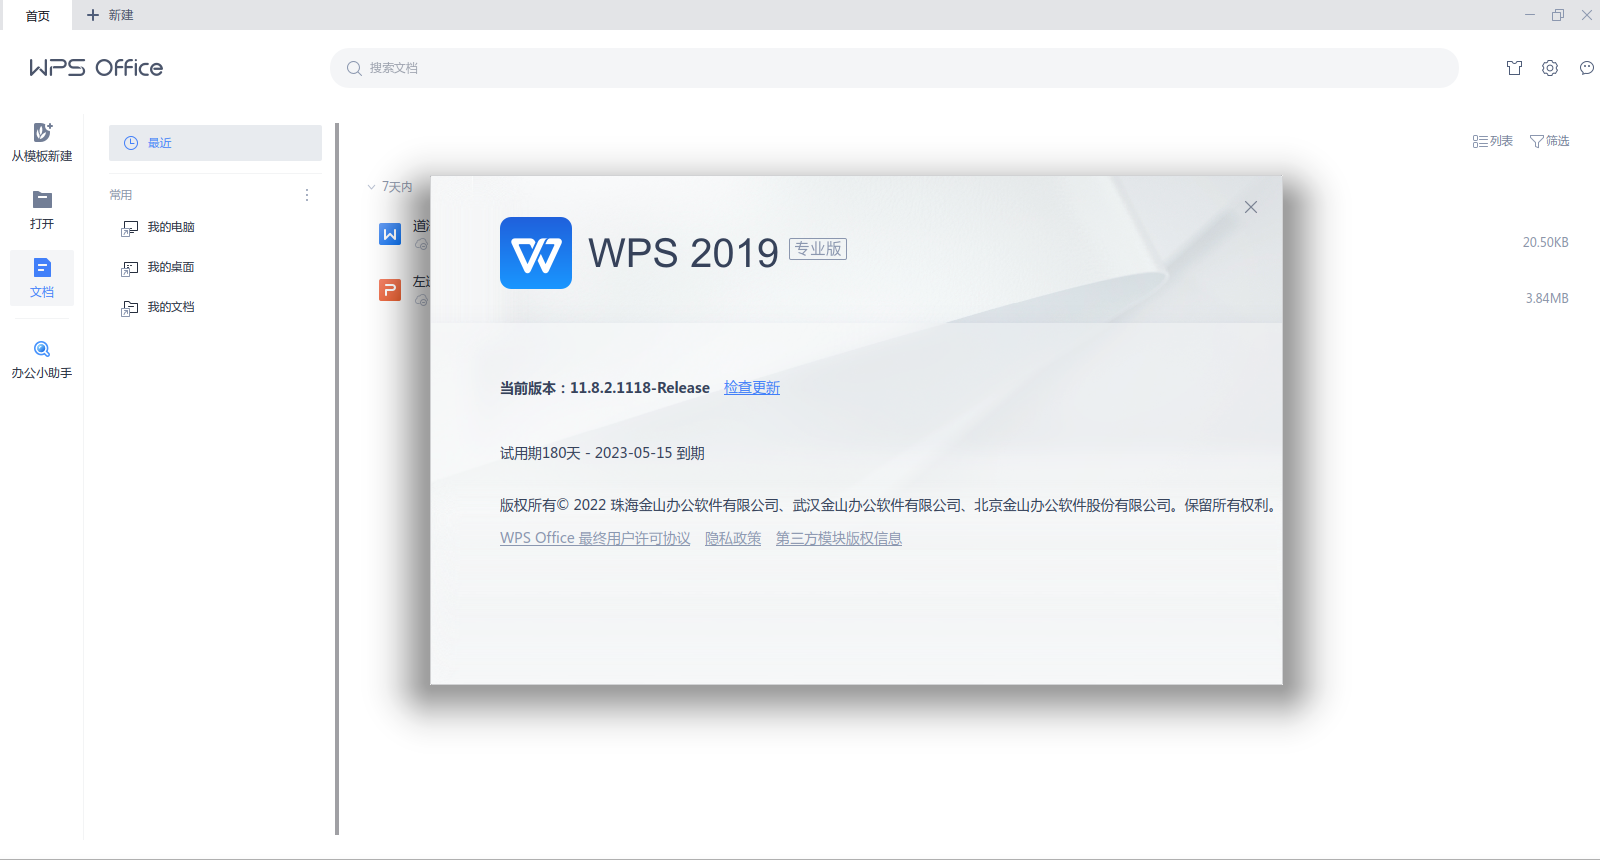 首页
新建
WPS Office
搜索文档
从模板新建
打开
文档
办公小助手
最近
常用
我的电脑
我的桌面
我的文档
列表
筛选
7天内
20.50KB
左
3.84MB
WPS 2019 专业版
当前版本：11.8.2.1118-Release 检查更新
试用期180天 - 2023-05-15 到期
版权所有© 2022 珠海金山办公软件有限公司、武汉金山办公软件有限公司、北京金山办公软件股份有限公司。保留所有权利。
WPS Office 最终用户许可协议 隐私政策 第三方模块版权信息